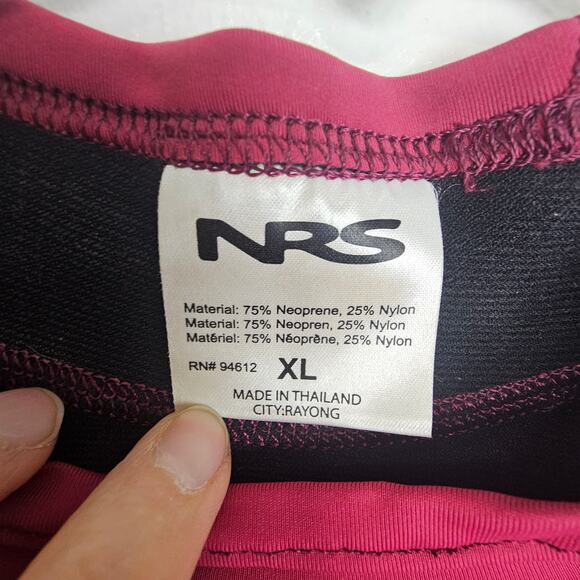 NRS
Material: 75% Neoprene, 25% Nylon
Material: 75% Neopren, 25% Nylon
Matériel: 75% Néoprène, 25% Nylon
RN# 94612 XL
MADE IN THAILAND
CITY:RAYONG